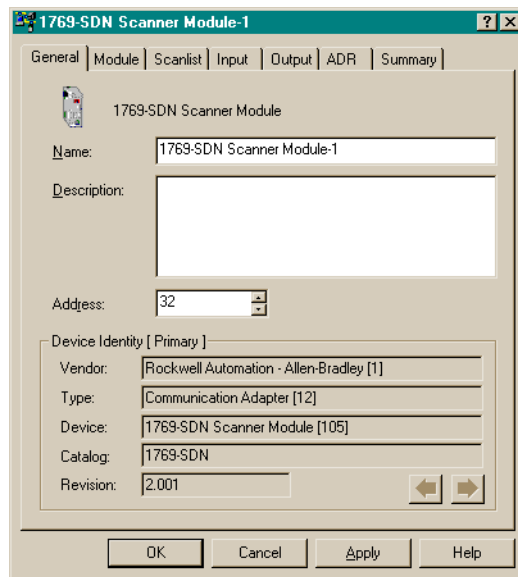 1769-SDN Scanner Module-1
General Module Scanlist Input Output ADR Summary
1769-SDN Scanner Module
Name: 1769-SDN Scanner Module-1
Description:
Address: 32
Device Identity [ Primary ]
Vendor: Rockwell Automation - Allen-Bradley [1]
Type: Communication Adapter [12]
Device: 1769-SDN Scanner Module [105]
Catalog: 1769-SDN
Revision: 2.001
OK Cancel Apply Help